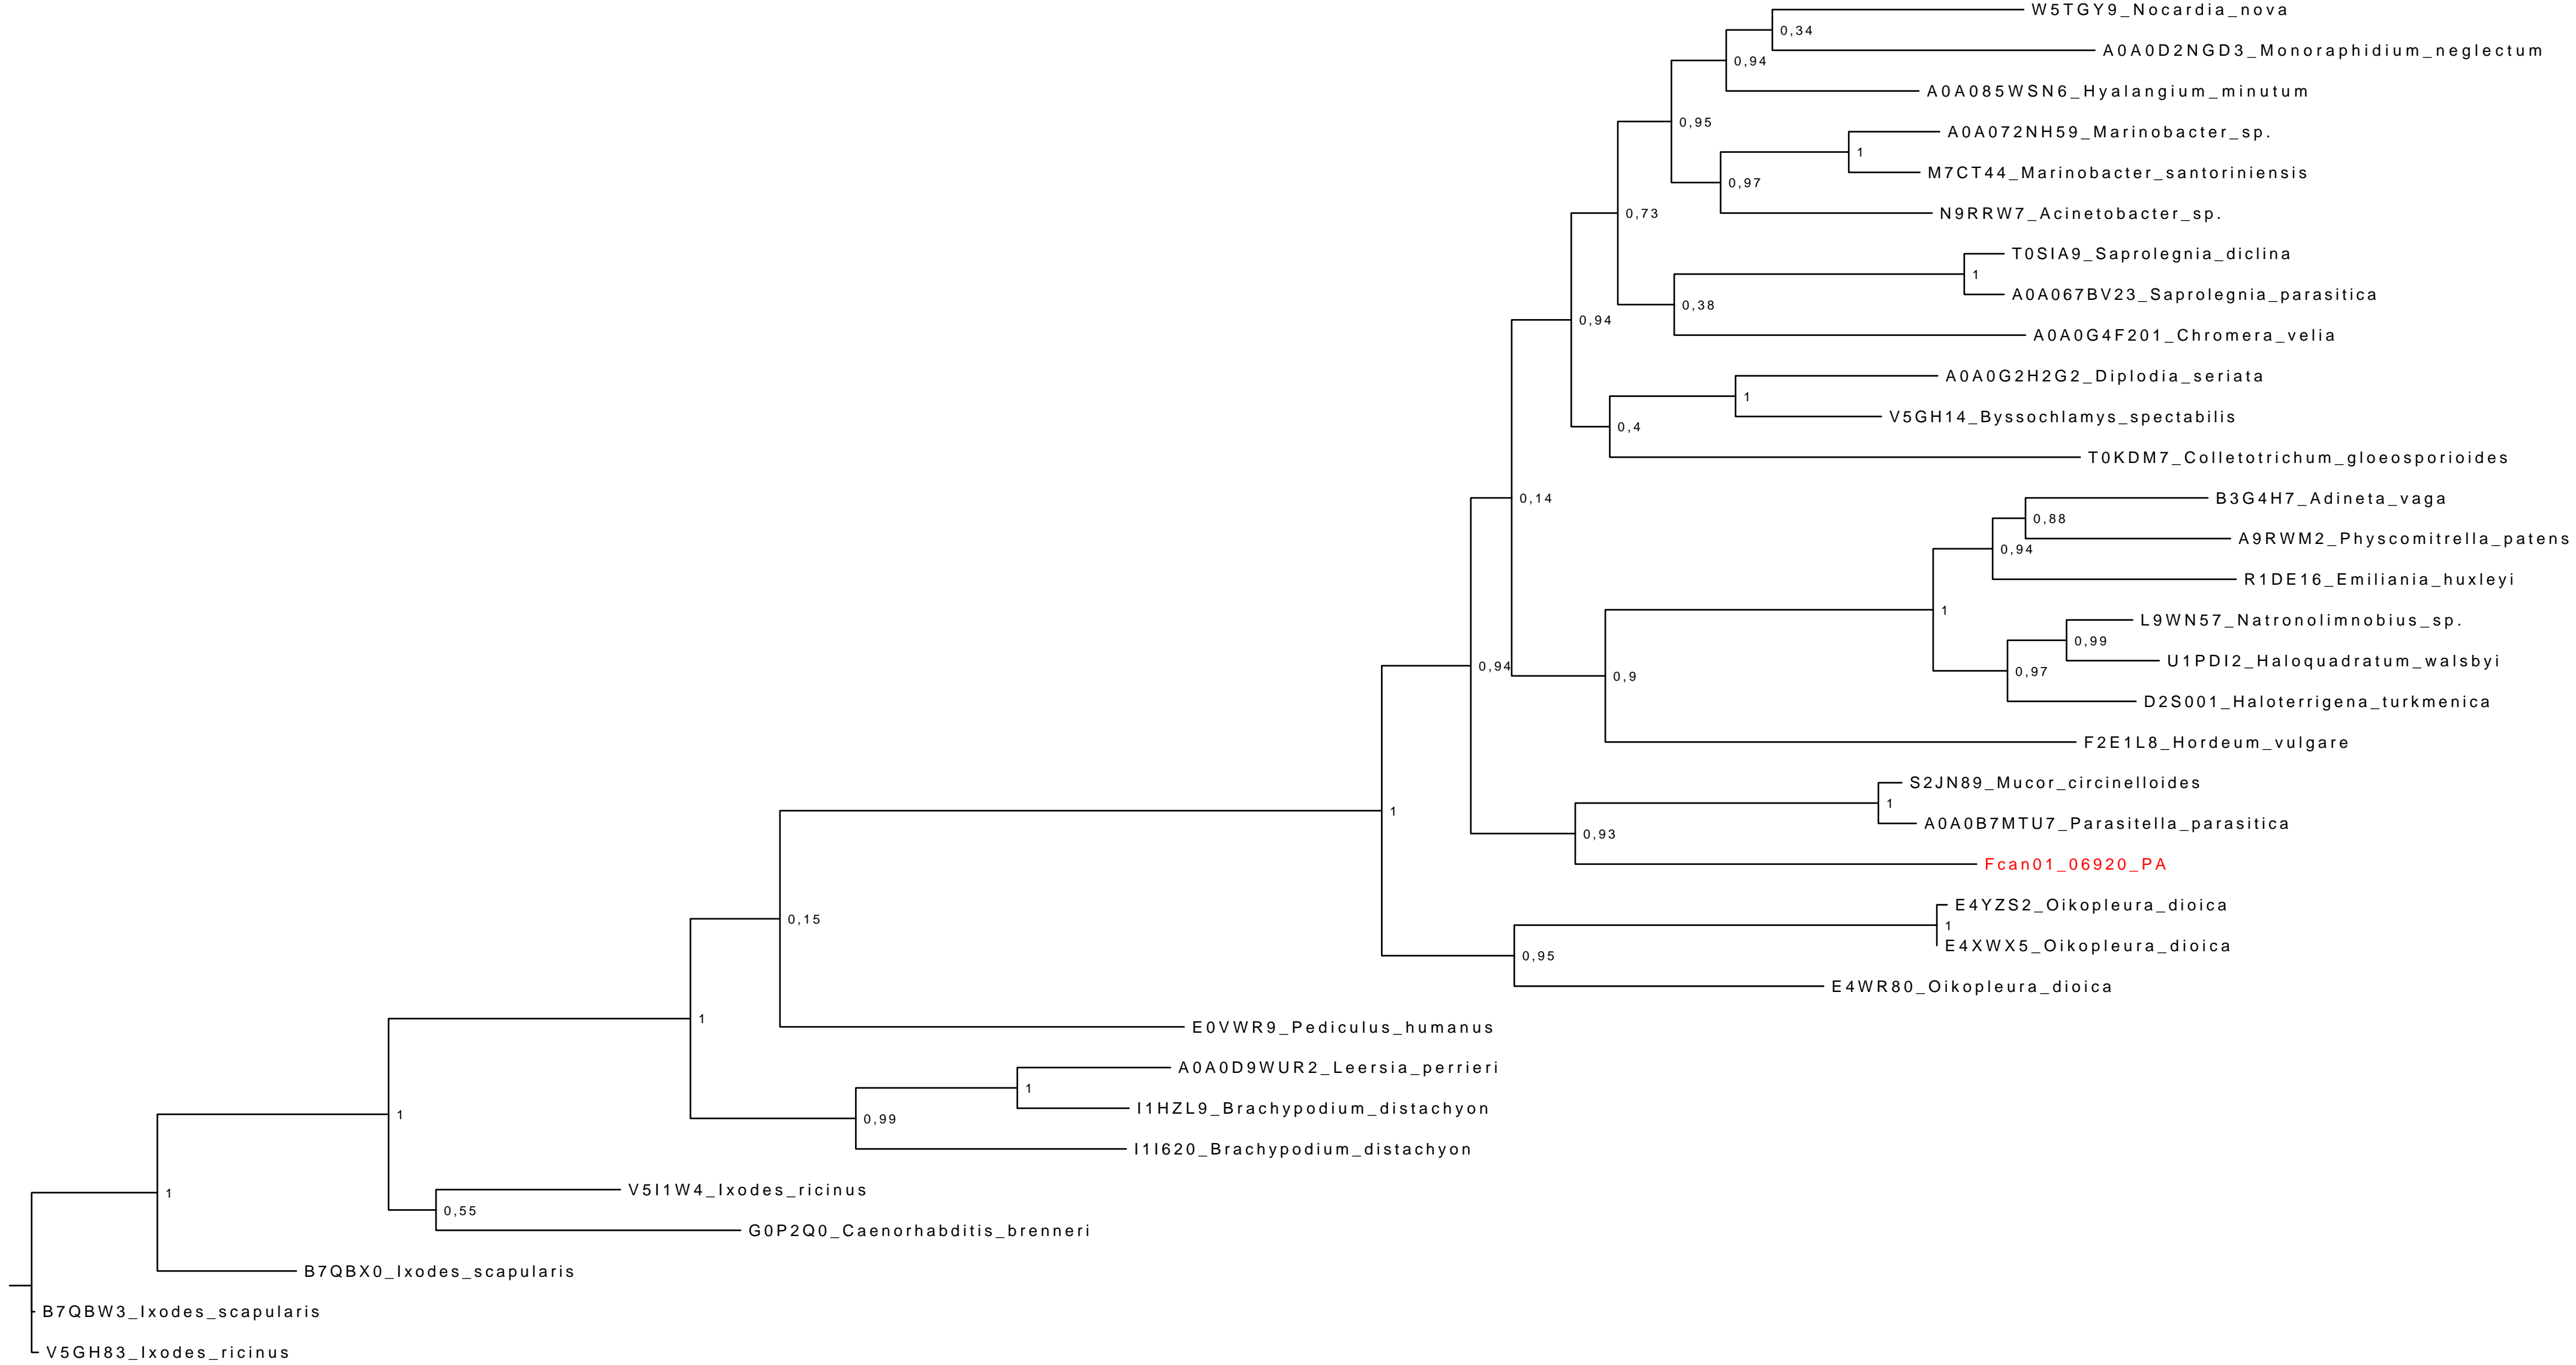 W5TGY9_Nocardia_nova
0,34
A0A0D2NGD3_Monoraphidium_neglectum
0,94
A0A085WSN6_Hyalangium_minutum
0,95
A0A072NH59_Marinobacter_sp.
1
M7CT44_Marinobacter_santoriniensis
0,97
N9RRW7_Acinetobacter_sp.
0,73
T0SIA9_Saprolegnia_diclina
1
A0A067BV23_Saprolegnia_parasitica
0,38
0,94
A0A0G4F201_Chromera_velia
A0A0G2H2G2_Diplodia_seriata
1
V5GH14_Byssochlamys_spectabilis
0,4
T0KDM7_Colletotrichum_gloeosporioides
0,14
B3G4H7_Adineta_vaga
0,88
A9RWM2_Physcomitrella_patens
0,94
R1DE16_Emiliania_huxleyi
1
L9WN57_Natronolimnobius_sp.
0,99
U1PDI2_Haloquadratum_walsbyi
0,94
0,97
0,9
D2S001_Haloterrigena_turkmenica
F2E1L8_Hordeum_vulgare
S2JN89_Mucor_circinelloides
1
1
A0A0B7MTU7_Parasitella_parasitica
0,93
Fcan01_06920_PA
E4YZS2_Oikopleura_dioica
0,15
1
E4XWX5_Oikopleura_dioica
0,95
E4WR80_Oikopleura_dioica
1
E0VWR9_Pediculus_humanus
A0A0D9WUR2_Leersia_perrieri
1
I1HZL9_Brachypodium_distachyon
1
0,99
I1I620_Brachypodium_distachyon
V5I1W4_Ixodes_ricinus
1
0,55
G0P2Q0_Caenorhabditis_brenneri
B7QBX0_Ixodes_scapularis
B7QBW3_Ixodes_scapularis
V5GH83_Ixodes_ricinus